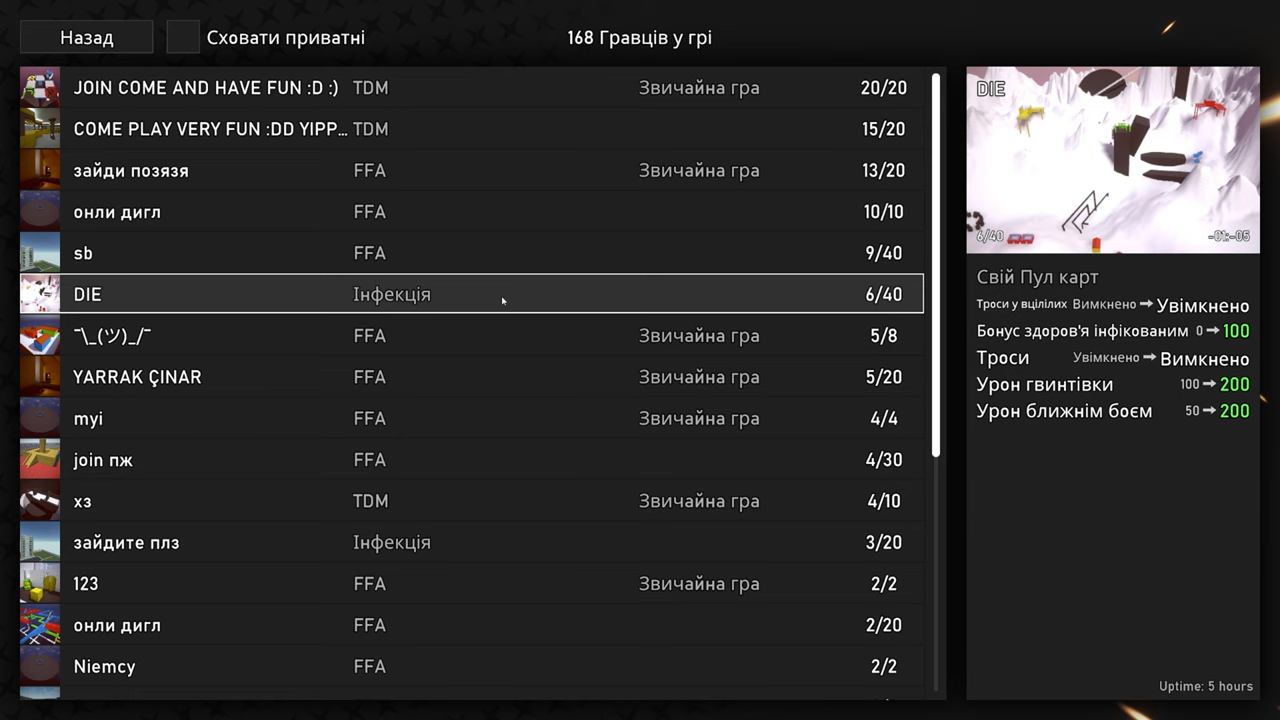 Назад
Сховати приватні
168 Гравців у грі
JOIN COME AND HAVE FUN :D :) TDM Звичайна гра 20/20
COME PLAY VERY FUN :DD YIPP... TDM 15/20
зайди позязя FFA Звичайна гра 13/20
онли дигл FFA 10/10
sb FFA 9/40
DIE Інфекція 6/40
¯\_(ツ)_/¯ FFA Звичайна гра 5/8
YARRAK ÇINAR FFA Звичайна гра 5/20
myi FFA Звичайна гра 4/4
join пж FFA 4/30
хз TDM Звичайна гра 4/10
зайдите плз Інфекція 3/20
123 FFA Звичайна гра 2/2
онли дигл FFA 2/20
Niemcy FFA 2/2
DIE
6/40
-01:-05
Свій Пул карт
Троси у вцілілих Вимкнено → Увімкнено
Бонус здоров'я інфікованим 0 → 100
Троси Увімкнено → Вимкнено
Урон гвинтівки 100 → 200
Урон ближнім боєм 50 → 200
Uptime: 5 hours